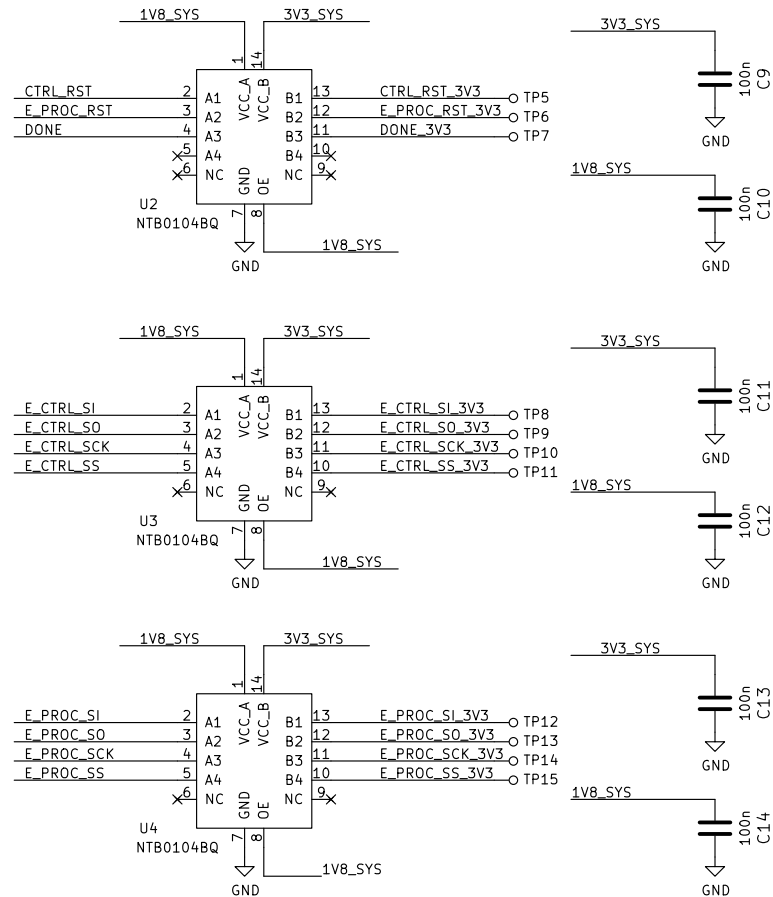 1V8_SYS 3V3_SYS 3V3_SYS
1 14
VCC_A VCC_B
100n C9
CTRL_RST 2 A1 B1 13 CTRL_RST_3V3 TP5
E_PROC_RST 3 A2 B2 12 E_PROC_RST_3V3 TP6
DONE 4 A3 B3 11 DONE_3V3 TP7
GND
5 A4 B4 10
6 NC NC 9
1V8_SYS
GND OE
100n C10
U2
7 8
NTB0104BQ
1V8_SYS
GND
GND
1V8_SYS 3V3_SYS 3V3_SYS
1 14
VCC_A VCC_B
100n C11
E_CTRL_SI 2 A1 B1 13 E_CTRL_SI_3V3 TP8
E_CTRL_SO 3 A2 B2 12 E_CTRL_SO_3V3 TP9
E_CTRL_SCK 4 A3 B3 11 E_CTRL_SCK_3V3 TP10
GND
E_CTRL_SS 5 A4 B4 10 E_CTRL_SS_3V3 TP11
6 NC NC 9
1V8_SYS
GND OE
100n C12
U3
7 8
NTB0104BQ
1V8_SYS
GND
GND
1V8_SYS 3V3_SYS 3V3_SYS
1 14
VCC_A VCC_B
100n C13
E_PROC_SI 2 A1 B1 13 E_PROC_SI_3V3 TP12
E_PROC_SO 3 A2 B2 12 E_PROC_SO_3V3 TP13
E_PROC_SCK 4 A3 B3 11 E_PROC_SCK_3V3 TP14
GND
E_PROC_SS 5 A4 B4 10 E_PROC_SS_3V3 TP15
6 NC NC 9
1V8_SYS
GND OE
100n C14
U4
7 8
NTB0104BQ
1V8_SYS
GND
GND